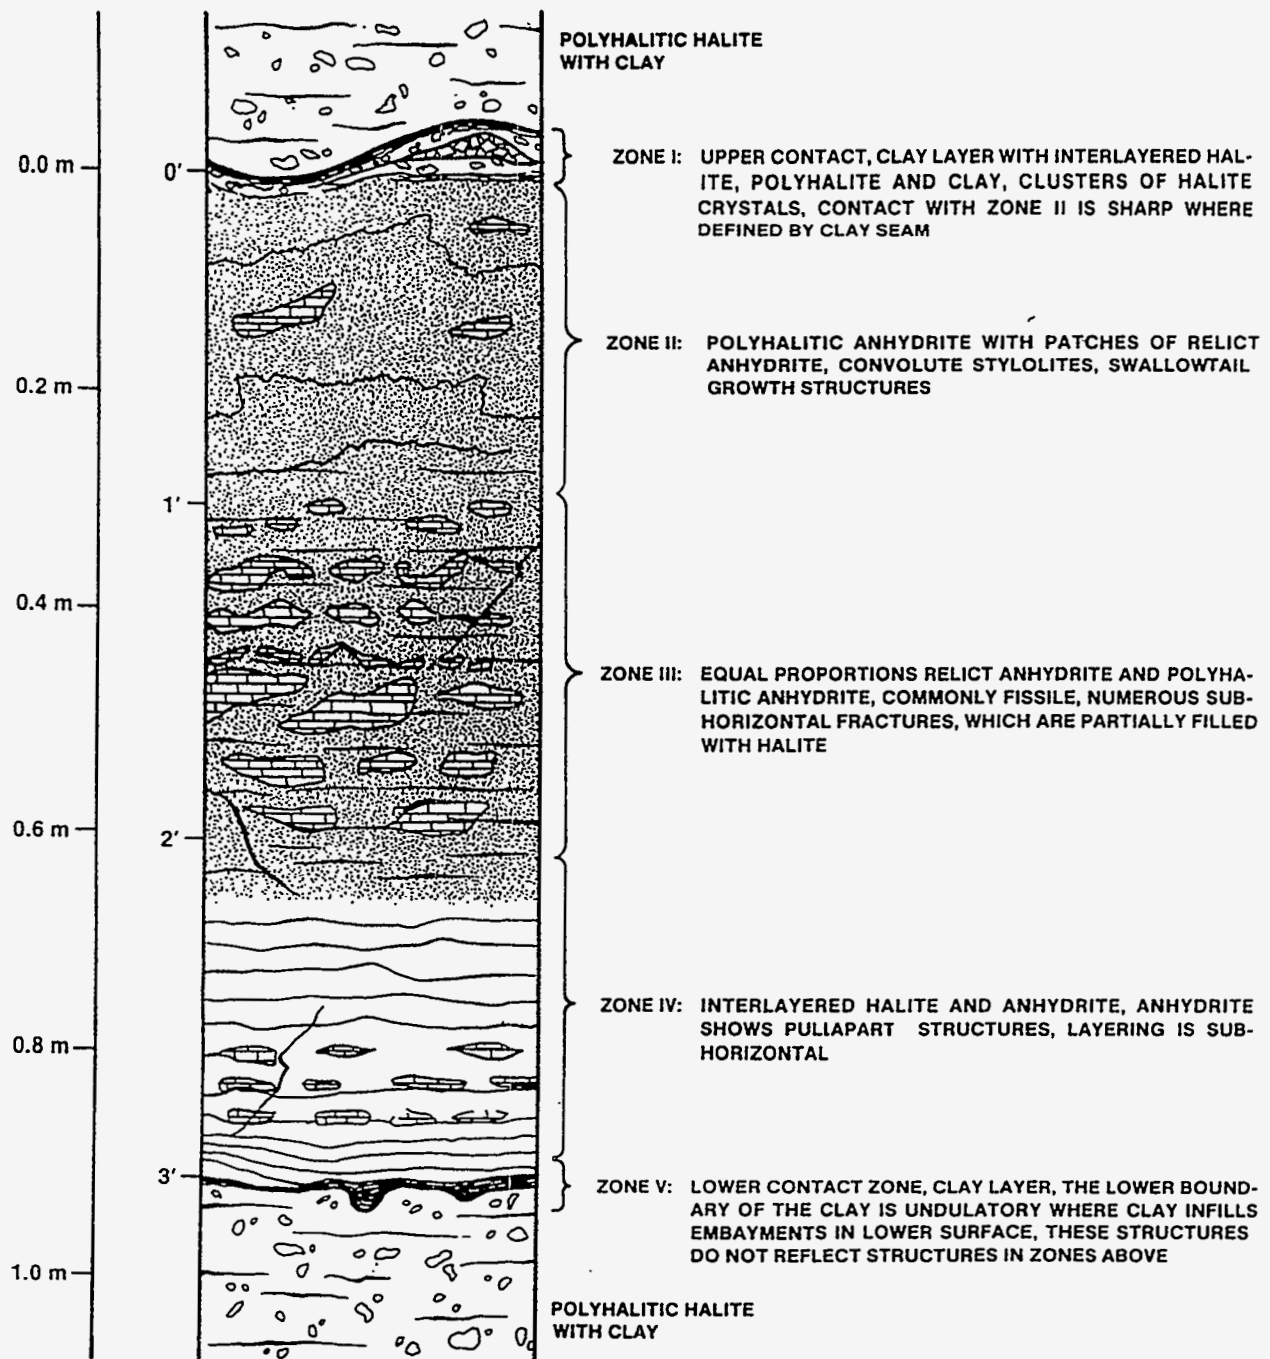 POLYHALITIC HALITE
WITH CLAY
0.0 m
0'
ZONE I: UPPER CONTACT, CLAY LAYER WITH INTERLAYERED HAL-
ITE, POLYHALITE AND CLAY, CLUSTERS OF HALITE
CRYSTALS, CONTACT WITH ZONE II IS SHARP WHERE
DEFINED BY CLAY SEAM
ZONE II: POLYHALITIC ANHYDRITE WITH PATCHES OF RELICT
ANHYDRITE, CONVOLUTE STYLOLITES, SWALLOWTAIL
GROWTH STRUCTURES
0.2 m
1'
0.4 m
ZONE III: EQUAL PROPORTIONS RELICT ANHYDRITE AND POLYHA-
LITIC ANHYDRITE, COMMONLY FISSILE, NUMEROUS SUB-
HORIZONTAL FRACTURES, WHICH ARE PARTIALLY FILLED
WITH HALITE
0.6 m
2'
ZONE IV: INTERLAYERED HALITE AND ANHYDRITE, ANHYDRITE
SHOWS PULLAPART STRUCTURES, LAYERING IS SUB-
HORIZONTAL
0.8 m
3'
ZONE V: LOWER CONTACT ZONE, CLAY LAYER, THE LOWER BOUND-
ARY OF THE CLAY IS UNDULATORY WHERE CLAY INFILLS
EMBAYMENTS IN LOWER SURFACE, THESE STRUCTURES
DO NOT REFLECT STRUCTURES IN ZONES ABOVE
1.0 m
POLYHALITIC HALITE
WITH CLAY